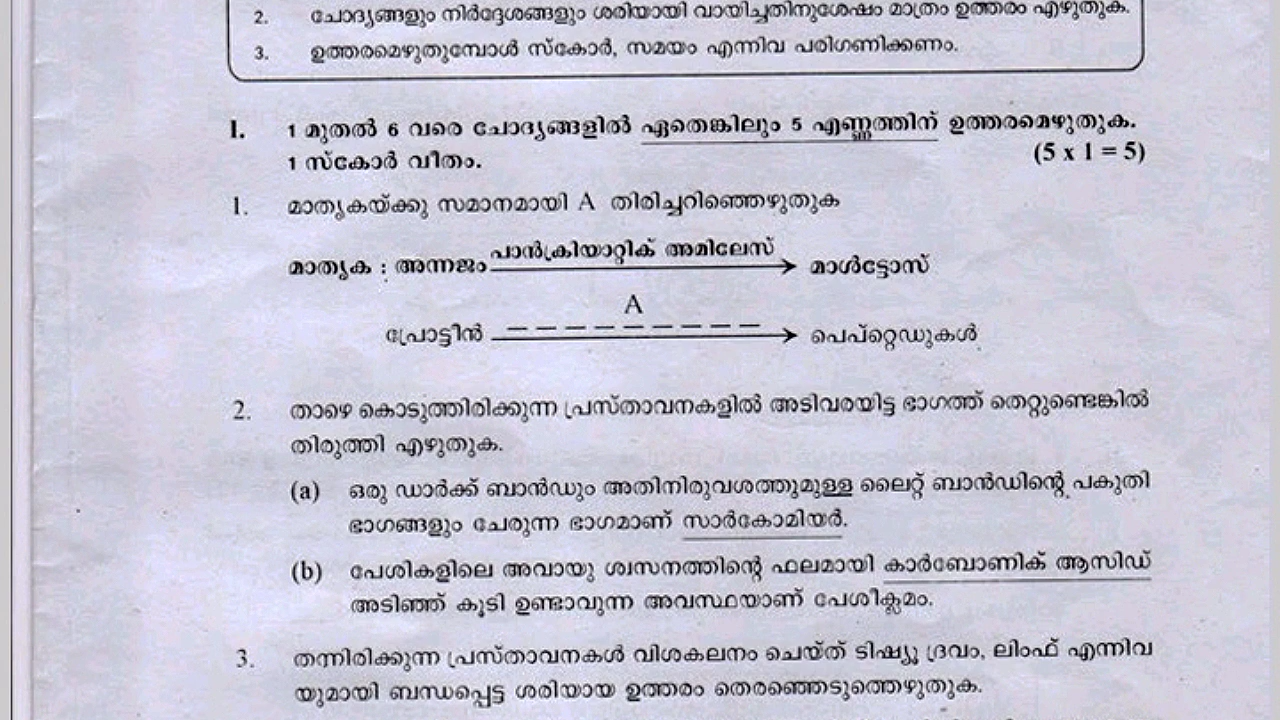 2. ചോദ്യങ്ങളും നിർദ്ദേശങ്ങളും ശരിയായി വായിച്ചതിനുശേഷം മാത്രം ഉത്തരം എഴുതുക.
3. ഉത്തരമെഴുതുമ്പോൾ സ്കോർ, സമയം എന്നിവ പരിഗണിക്കണം.
I. 1 മുതൽ 6 വരെ ചോദ്യങ്ങളിൽ ഏതെങ്കിലും 5 എണ്ണത്തിന് ഉത്തരമെഴുതുക.
1 സ്കോർ വീതം. (5 x 1 = 5)
1. മാതൃകയ്ക്കു സമാനമായി A തിരിച്ചറിഞ്ഞെഴുതുക
പാൻക്രിയാറ്റിക് അമിലേസ്
മാതൃക : അന്നജം → മാൾട്ടോസ്
A
പ്രോട്ടീൻ → പെപ്റ്റെഡുകൾ
2. താഴെ കൊടുത്തിരിക്കുന്ന പ്രസ്താവനകളിൽ അടിവരയിട്ട ഭാഗത്ത് തെറ്റുണ്ടെങ്കിൽ
തിരുത്തി എഴുതുക.
(a) ഒരു ഡാർക്ക് ബാൻഡും അതിനിരുവശത്തുമുള്ള ലൈറ്റ് ബാൻഡിന്റെ പകുതി
ഭാഗങ്ങളും ചേരുന്ന ഭാഗമാണ് സാർകോമിയർ.
(b) പേശികളിലെ അവായു ശ്വസനത്തിന്റെ ഫലമായി കാർബോണിക് ആസിഡ്
അടിഞ്ഞ് കൂടി ഉണ്ടാവുന്ന അവസ്ഥയാണ് പേശീക്ലമം.
3. തന്നിരിക്കുന്ന പ്രസ്താവനകൾ വിശകലനം ചെയ്ത് ടിഷ്യൂ ദ്രവം, ലിംഫ് എന്നിവ
യുമായി ബന്ധപ്പെട്ട ശരിയായ ഉത്തരം തെരഞ്ഞെടുത്തെഴുതുക.